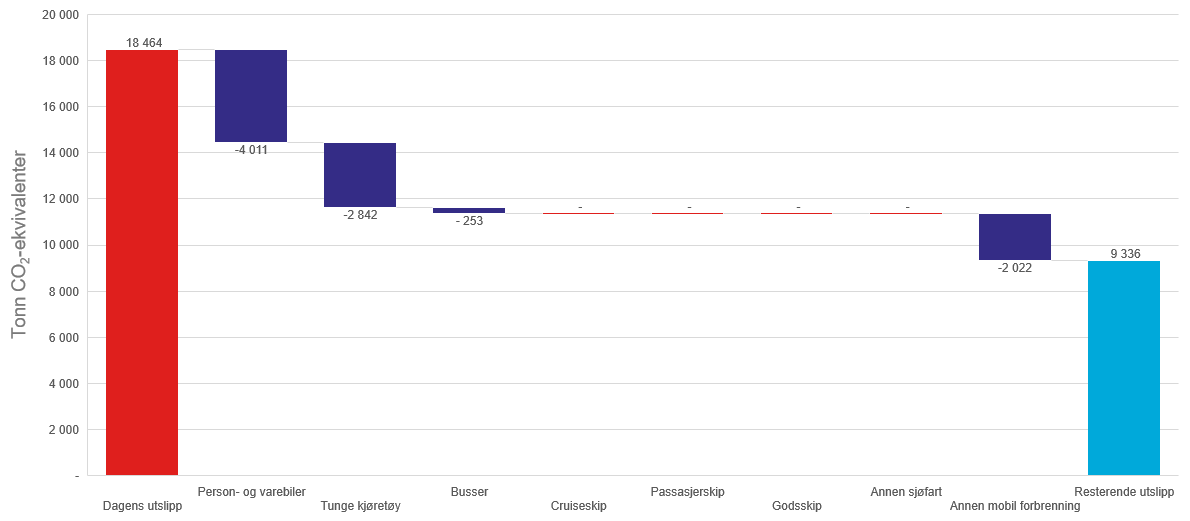 20 000
18 000
16 000
14 000
12 000
10 000
8 000
6 000
4 000
2 000
-
Tonn CO₂-ekvivalenter
18 464
-4 011
-2 842
- 253
-
-
-
-
-2 022
9 336
Dagens utslipp
Person- og varebiler
Tunge kjøretøy
Busser
Cruiseskip
Passasjerskip
Godsskip
Annen sjøfart
Annen mobil forbrenning
Resterende utslipp